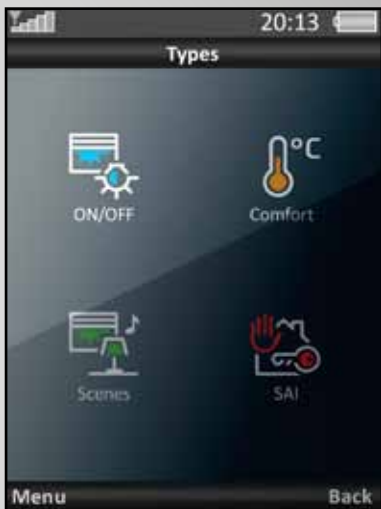 20:13
Types
ON/OFF
°C
Comfort
Scenes
SAI
Menu Back